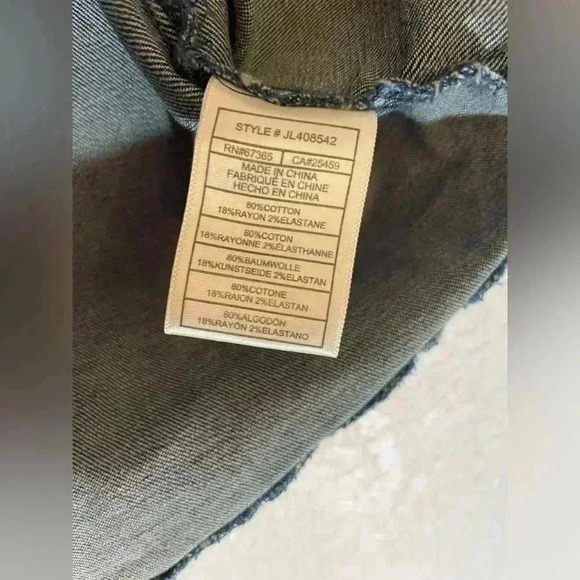 STYLE # JL408542
RN#67365 CA#25459
MADE IN CHINA
FABRIQUÉ EN CHINE
HECHO EN CHINA
80%COTTON
18%RAYON 2%ELASTANE
80%COTON
18%RAYONNE 2%ELASTHANNE
80%BAUMWOLLE
18%KUNSTSEIDE 2%ELASTAN
80%COTONE
18%RAION 2%ELASTAN
80%ALGODÓN
18%RAYÓN 2%ELASTANO